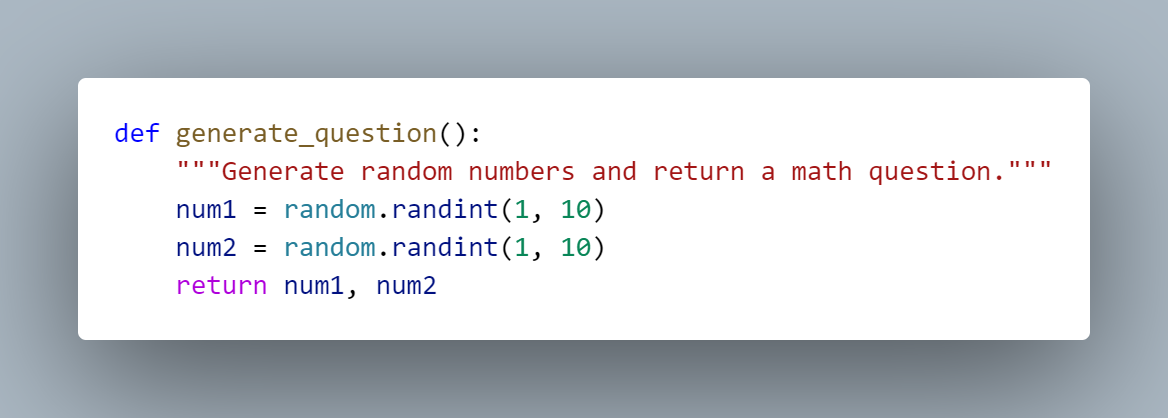 def generate_question():
    """Generate random numbers and return a math question."""
    num1 = random.randint(1, 10)
    num2 = random.randint(1, 10)
    return num1, num2